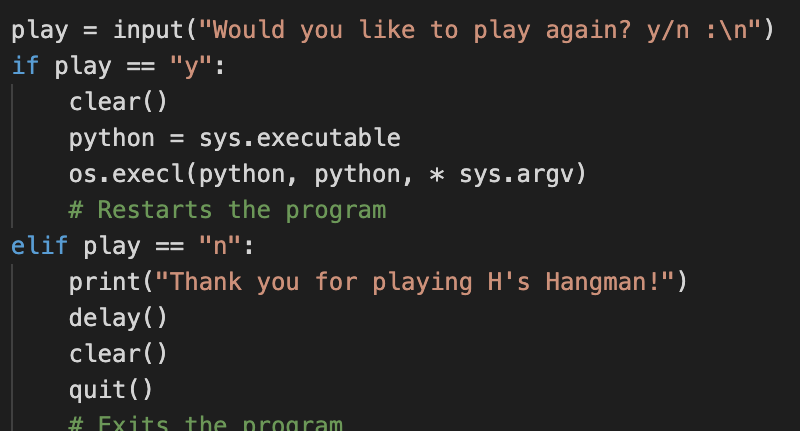 play = input("Would you like to play again? y/n :\n")
if play == "y":
    clear()
    python = sys.executable
    os.execl(python, python, * sys.argv)
    # Restarts the program
elif play == "n":
    print("Thank you for playing H's Hangman!")
    delay()
    clear()
    quit()
    # Exits the program